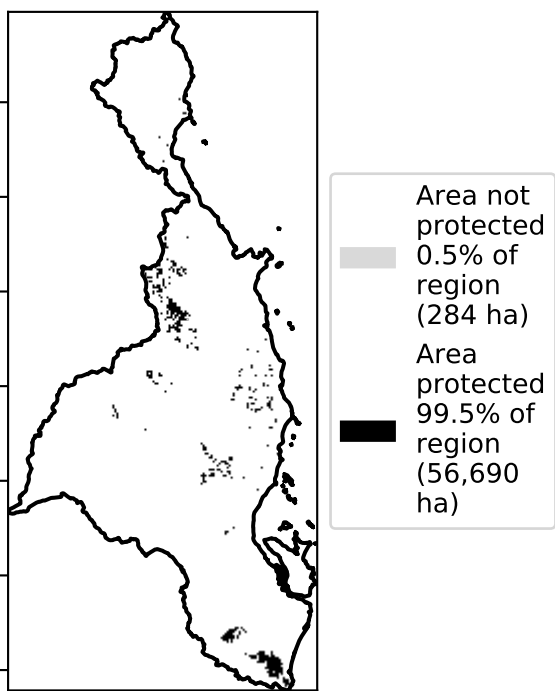 Area not
protected
0.5% of
region
(284 ha)
Area
protected
99.5% of
region
(56,690
ha)